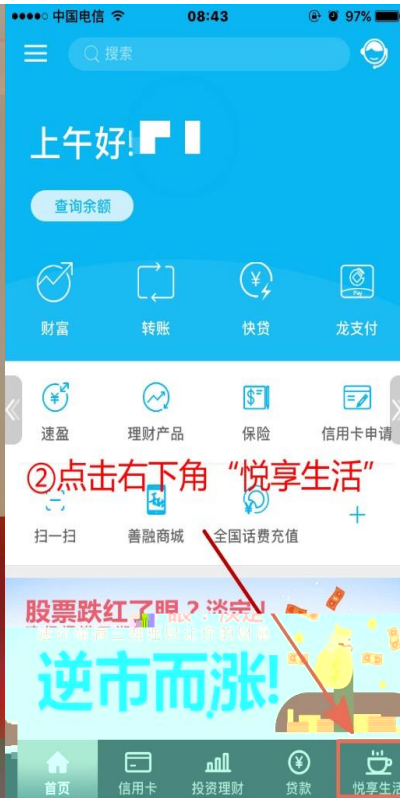 中国电信 08:43 97%
搜索
上午好!
查询余额
财富 转账 快贷 龙支付
速盈 理财产品 保险 信用卡申请
②点击右下角“悦享生活”
扫一扫 善融商城 全国话费充值
股票跌红了眼？淡定！
逆市而涨!
首页 信用卡 投资理财 贷款 悦享生活